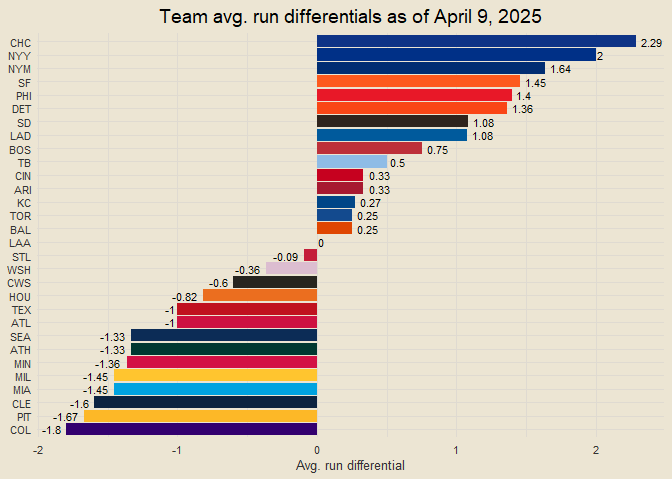 Team avg. run differentials as of April 9, 2025
CHC 2.29
NYY 2
NYM 1.64
SF 1.45
PHI 1.4
DET 1.36
SD 1.08
LAD 1.08
BOS 0.75
TB 0.5
CIN 0.33
ARI 0.33
KC 0.27
TOR 0.25
BAL 0.25
LAA 0
STL -0.09
WSH -0.36
CWS -0.6
HOU -0.82
TEX -1
ATL -1
SEA -1.33
ATH -1.33
MIN -1.36
MIL -1.45
MIA -1.45
CLE -1.6
PIT -1.67
COL -1.8
-2 -1 0 1 2
Avg. run differential